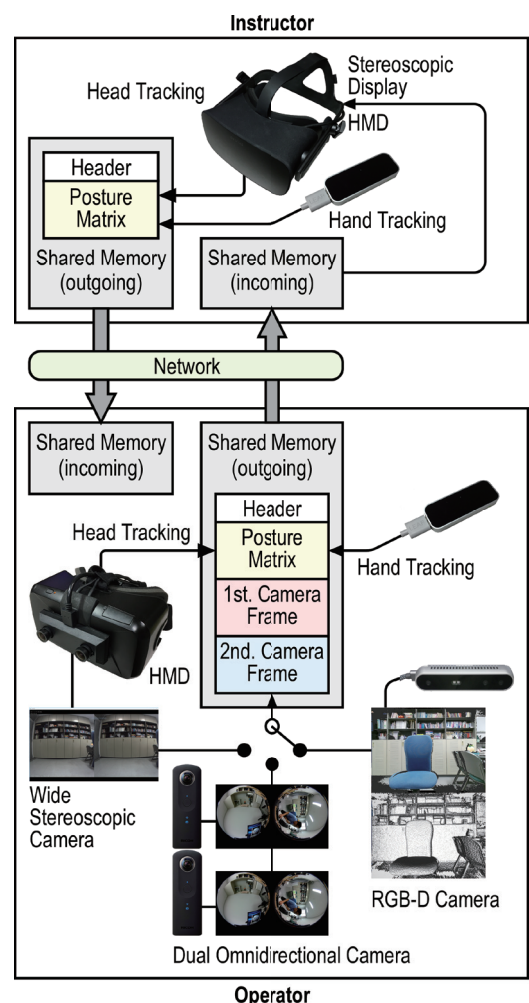 Instructor
Head Tracking
Stereoscopic
Display
HMD
Header
Posture
Matrix
Hand Tracking
Shared Memory
(outgoing)
Shared Memory
(incoming)
Network
Shared Memory
(incoming)
Shared Memory
(outgoing)
Header
Head Tracking
Posture
Matrix
Hand Tracking
1st. Camera
Frame
2nd. Camera
Frame
HMD
Wide
Stereoscopic
Camera
RGB-D Camera
Dual Omnidirectional Camera
Operator